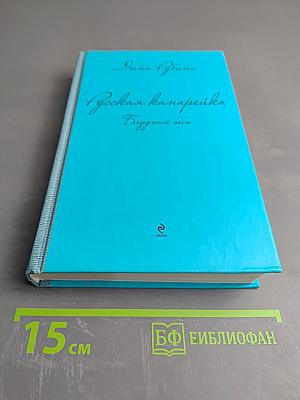 Дина Рубина
Русская канарейка
Блудный сын
15 см
БФ БИБЛИОФАН